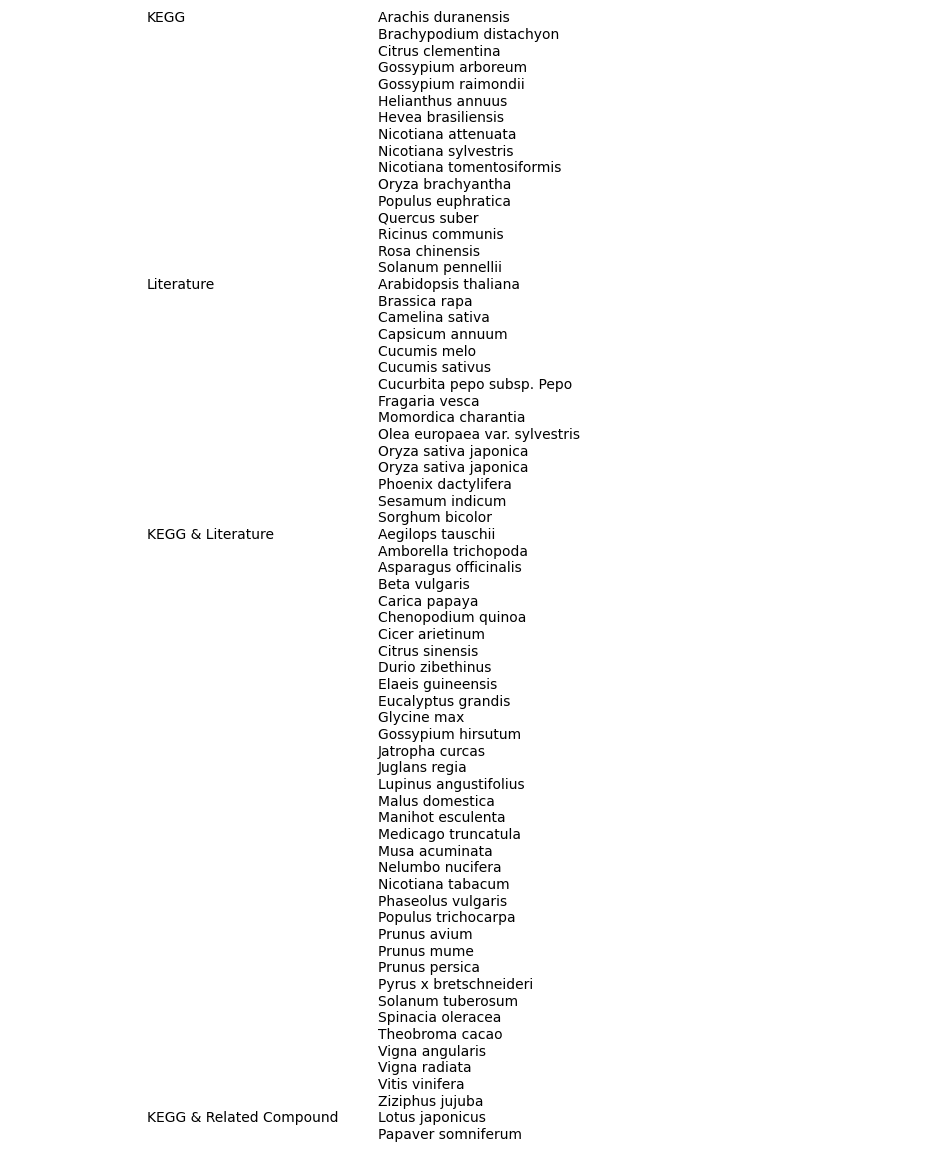 KEGG Arachis duranensis
Brachypodium distachyon
Citrus clementina
Gossypium arboreum
Gossypium raimondii
Helianthus annuus
Hevea brasiliensis
Nicotiana attenuata
Nicotiana sylvestris
Nicotiana tomentosiformis
Oryza brachyantha
Populus euphratica
Quercus suber
Ricinus communis
Rosa chinensis
Solanum pennellii
Literature Arabidopsis thaliana
Brassica rapa
Camelina sativa
Capsicum annuum
Cucumis melo
Cucumis sativus
Cucurbita pepo subsp. Pepo
Fragaria vesca
Momordica charantia
Olea europaea var. sylvestris
Oryza sativa japonica
Oryza sativa japonica
Phoenix dactylifera
Sesamum indicum
Sorghum bicolor
KEGG & Literature Aegilops tauschii
Amborella trichopoda
Asparagus officinalis
Beta vulgaris
Carica papaya
Chenopodium quinoa
Cicer arietinum
Citrus sinensis
Durio zibethinus
Elaeis guineensis
Eucalyptus grandis
Glycine max
Gossypium hirsutum
Jatropha curcas
Juglans regia
Lupinus angustifolius
Malus domestica
Manihot esculenta
Medicago truncatula
Musa acuminata
Nelumbo nucifera
Nicotiana tabacum
Phaseolus vulgaris
Populus trichocarpa
Prunus avium
Prunus mume
Prunus persica
Pyrus x bretschneideri
Solanum tuberosum
Spinacia oleracea
Theobroma cacao
Vigna angularis
Vigna radiata
Vitis vinifera
Ziziphus jujuba
KEGG & Related Compound Lotus japonicus
Papaver somniferum